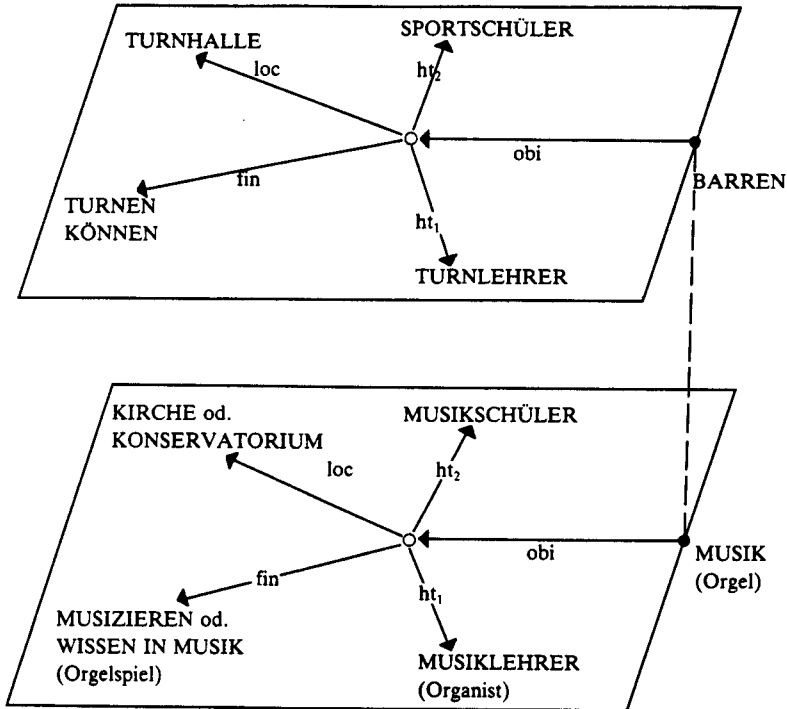 SPORTSCHÜLER
TURNHALLE
ht₂
loc
obi
fin
BARREN
TURNEN
KÖNNEN
ht₁
TURNLEHRER
KIRCHE od.
KONSERVATORIUM
MUSIKSCHÜLER
loc
ht₂
obi
MUSIK
(Orgel)
fin
ht₁
MUSIZIEREN od.
WISSEN IN MUSIK
(Orgelspiel)
MUSIKLEHRER
(Organist)